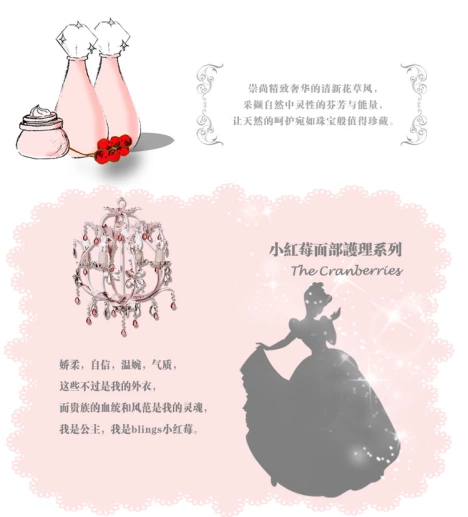 崇尚精致奢华的清新花草风，
采撷自然中灵性的芬芳与能量，
让天然的呵护宛如珠宝般值得珍藏。
小紅莓面部護理系列
The Cranberries
娇柔，自信，温婉，气质，
这些不过是我的外衣，
而贵族的血统和风范是我的灵魂，
我是公主，我是blings小红莓。